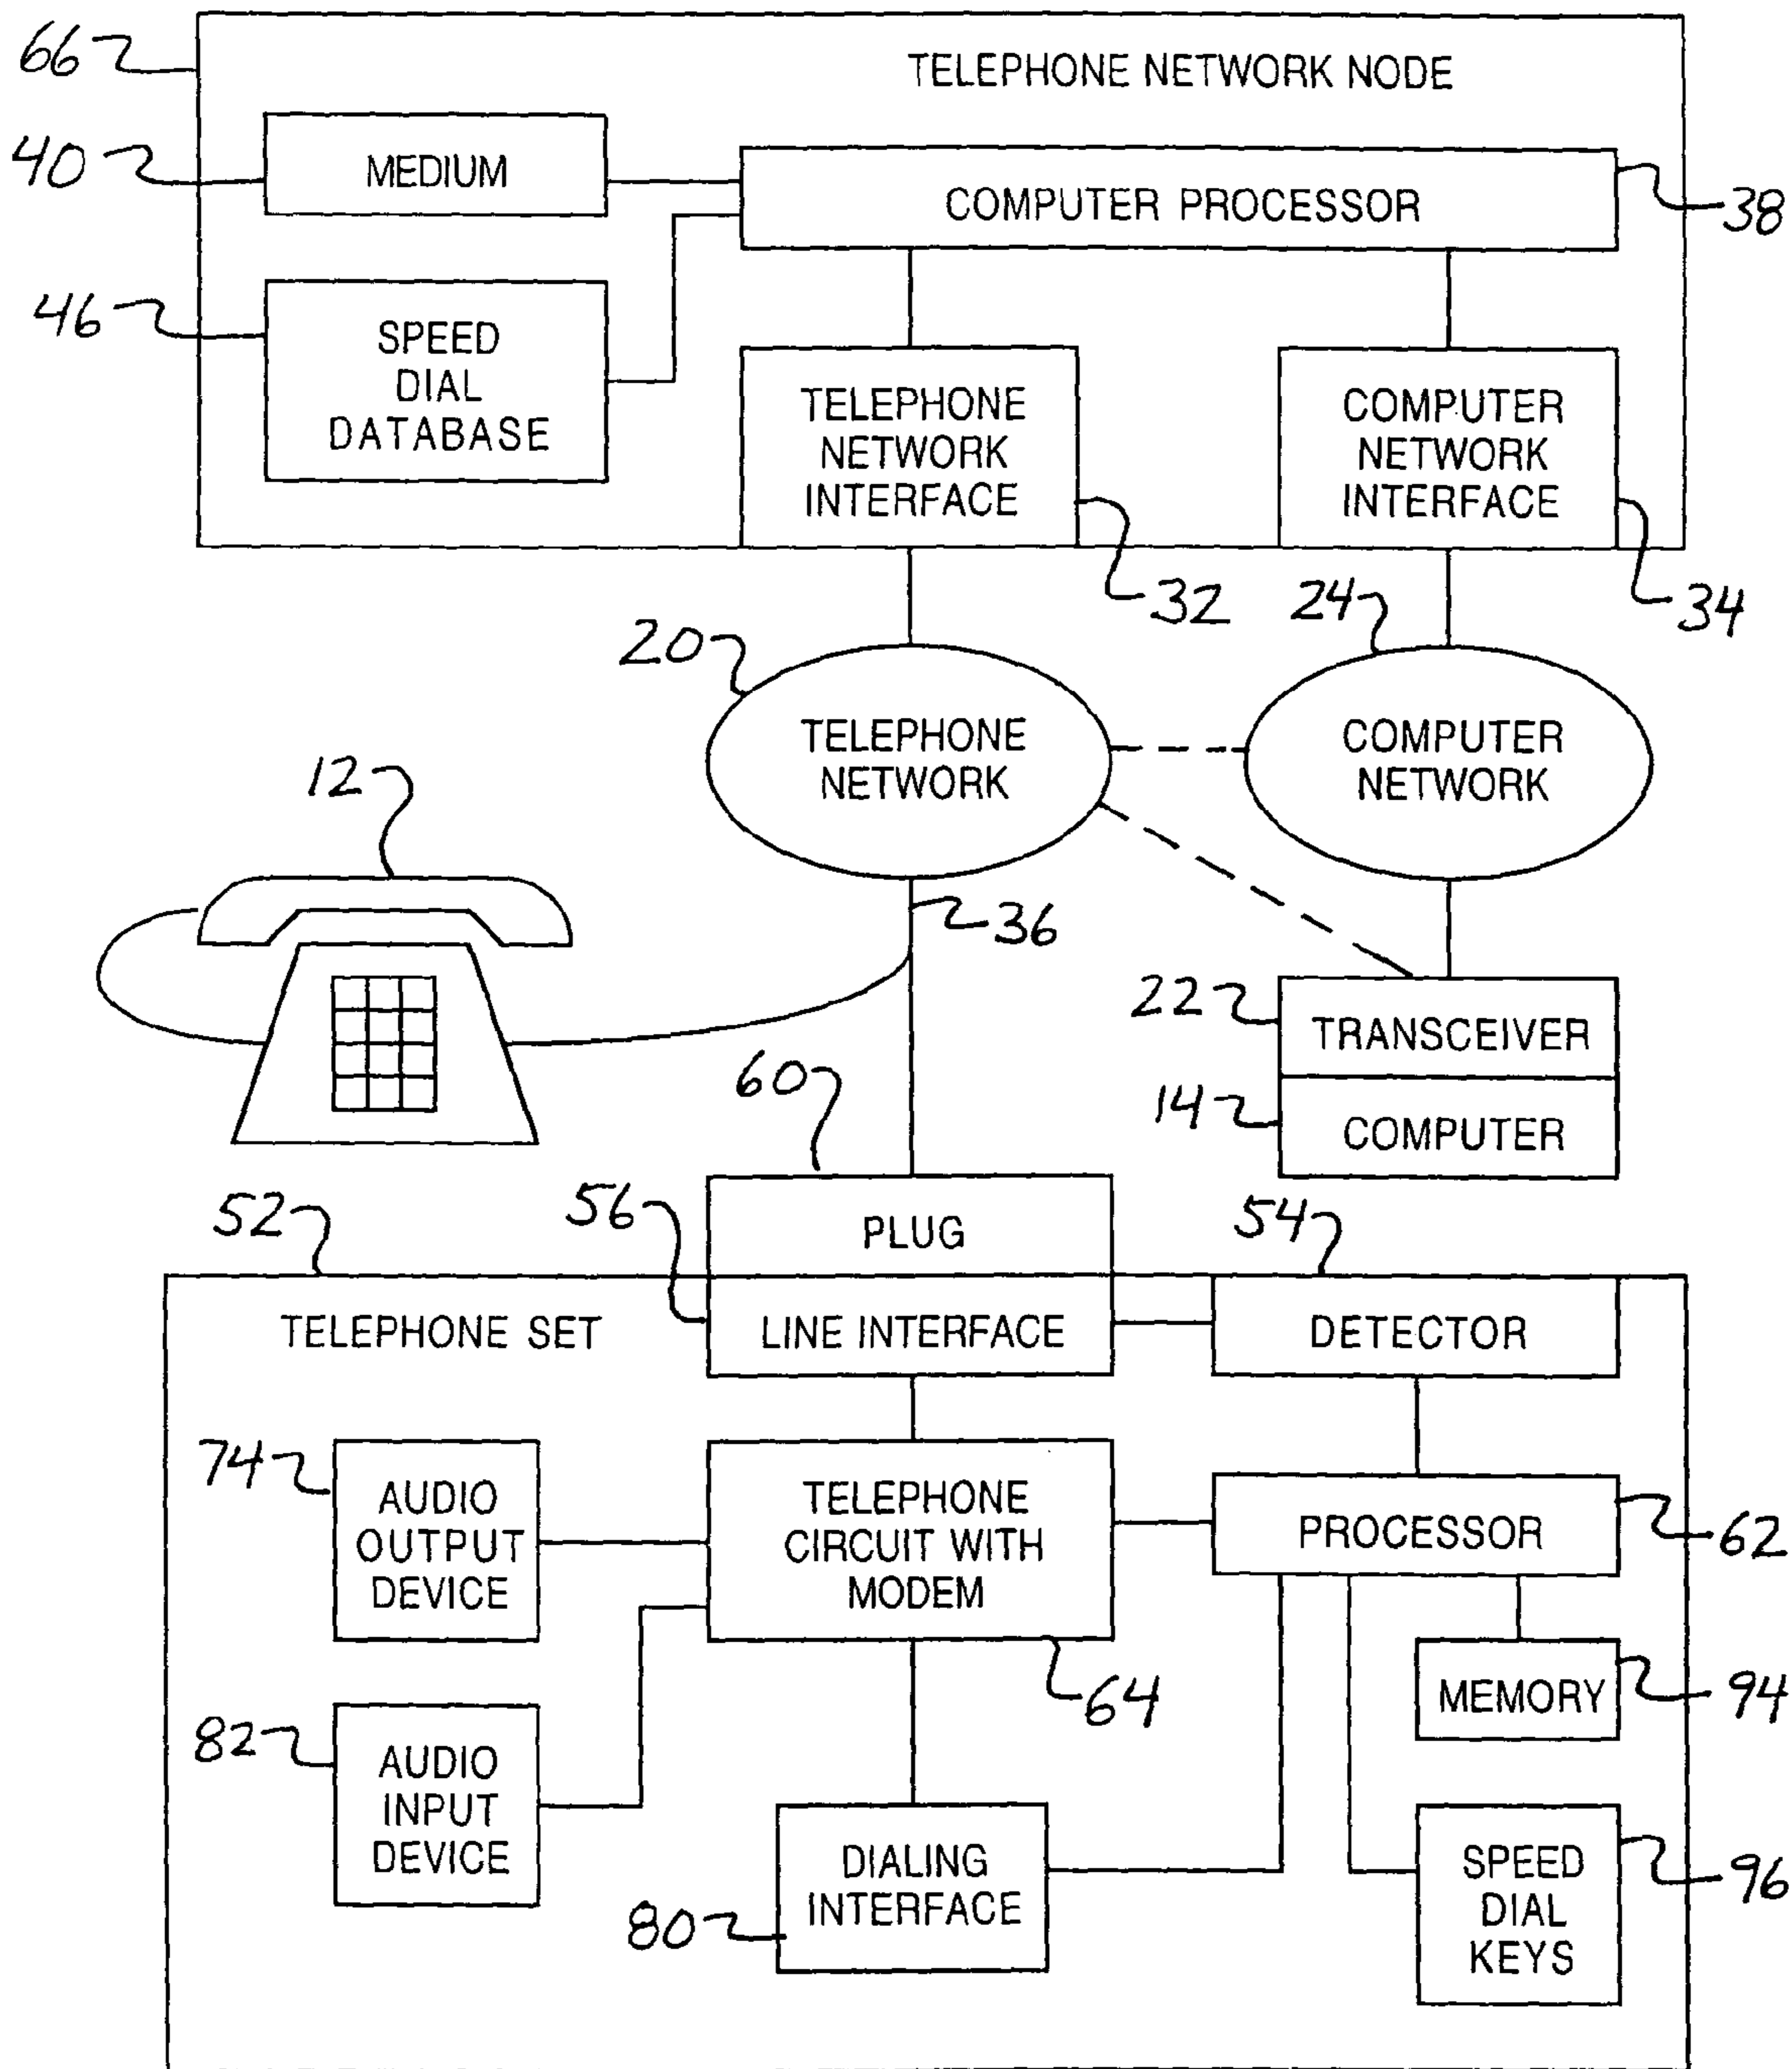 66
TELEPHONE NETWORK NODE
40
MEDIUM
COMPUTER PROCESSOR
38
46
SPEED
DIAL
DATABASE
TELEPHONE
NETWORK
INTERFACE
COMPUTER
NETWORK
INTERFACE
32
24
34
20
TELEPHONE
NETWORK
COMPUTER
NETWORK
12
36
22
TRANSCEIVER
60
14
COMPUTER
52
56
PLUG
54
TELEPHONE SET
LINE INTERFACE
DETECTOR
74
AUDIO
OUTPUT
DEVICE
TELEPHONE
CIRCUIT WITH
MODEM
PROCESSOR
62
64
MEMORY
94
82
AUDIO
INPUT
DEVICE
DIALING
INTERFACE
80
SPEED
DIAL
KEYS
96